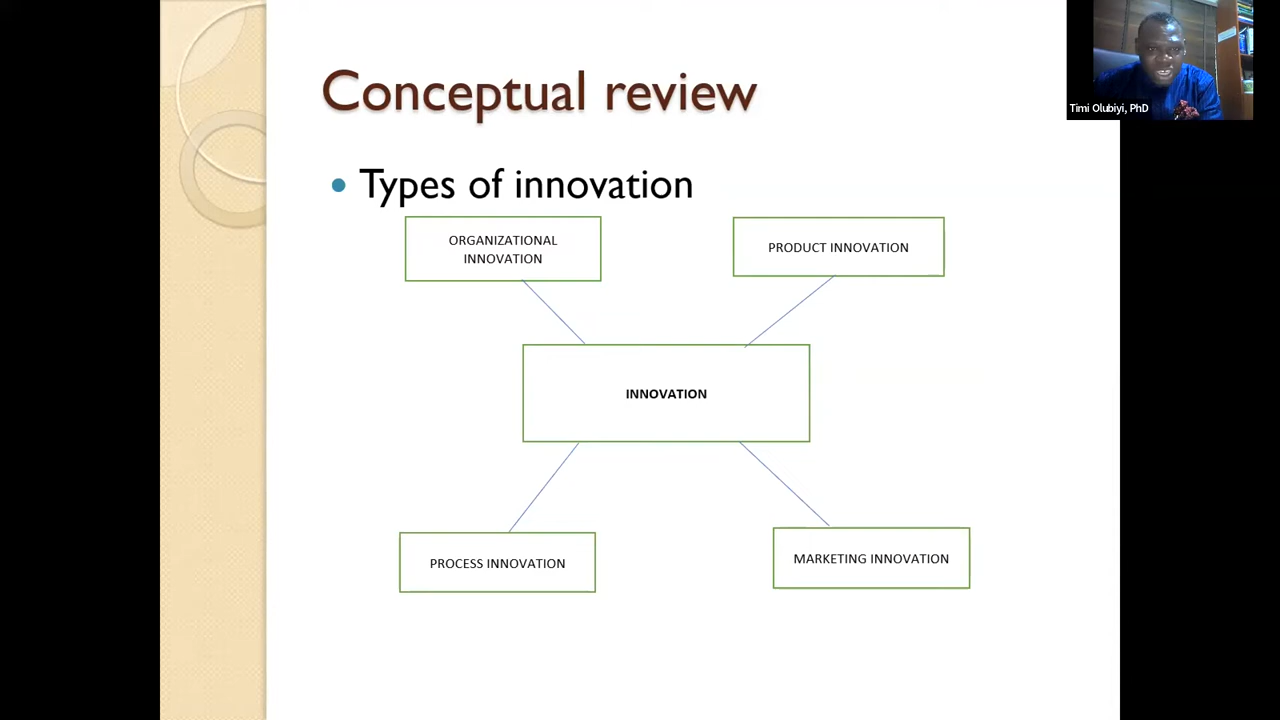 Conceptual review
Timi Olubiyi, PhD
• Types of innovation
ORGANIZATIONAL
INNOVATION
PRODUCT INNOVATION
INNOVATION
PROCESS INNOVATION
MARKETING INNOVATION